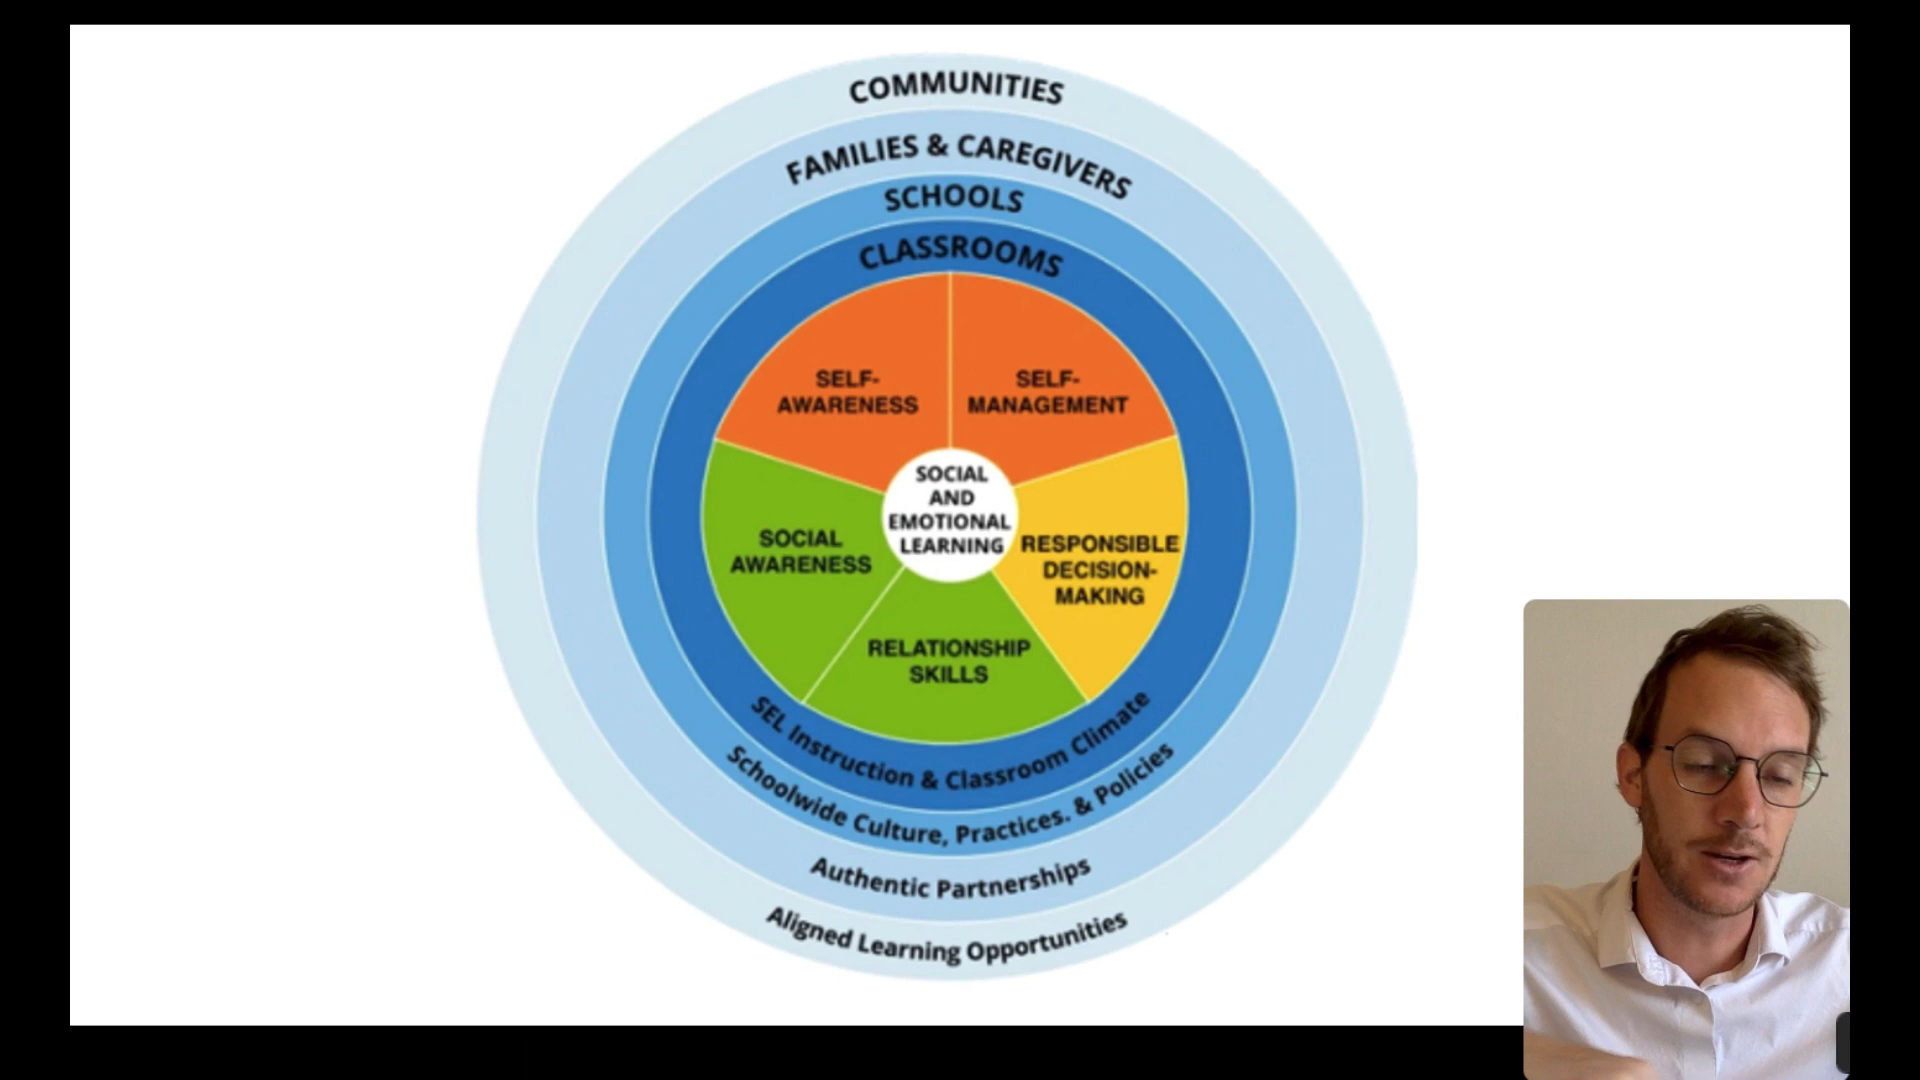 COMMUNITIES
FAMILIES & CAREGIVERS
SCHOOLS
CLASSROOMS
SELF-
AWARENESS
SELF-
MANAGEMENT
SOCIAL
AND
EMOTIONAL
LEARNING
SOCIAL
AWARENESS
RESPONSIBLE
DECISION-
MAKING
RELATIONSHIP
SKILLS
SEL Instruction & Classroom Climate
Schoolwide Culture, Practices. & Policies
Authentic Partnerships
Aligned Learning Opportunities